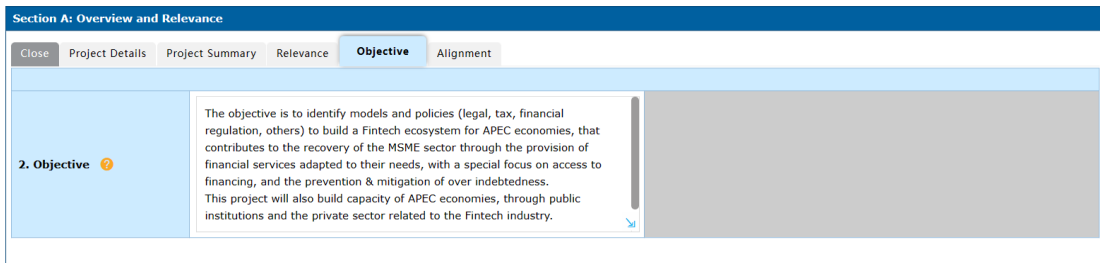 Section A: Overview and Relevance
Close Project Details Project Summary Relevance Objective Alignment
2. Objective ?
The objective is to identify models and policies (legal, tax, financial
regulation, others) to build a Fintech ecosystem for APEC economies, that
contributes to the recovery of the MSME sector through the provision of
financial services adapted to their needs, with a special focus on access to
financing, and the prevention & mitigation of over indebtedness.
This project will also build capacity of APEC economies, through public
institutions and the private sector related to the Fintech industry.